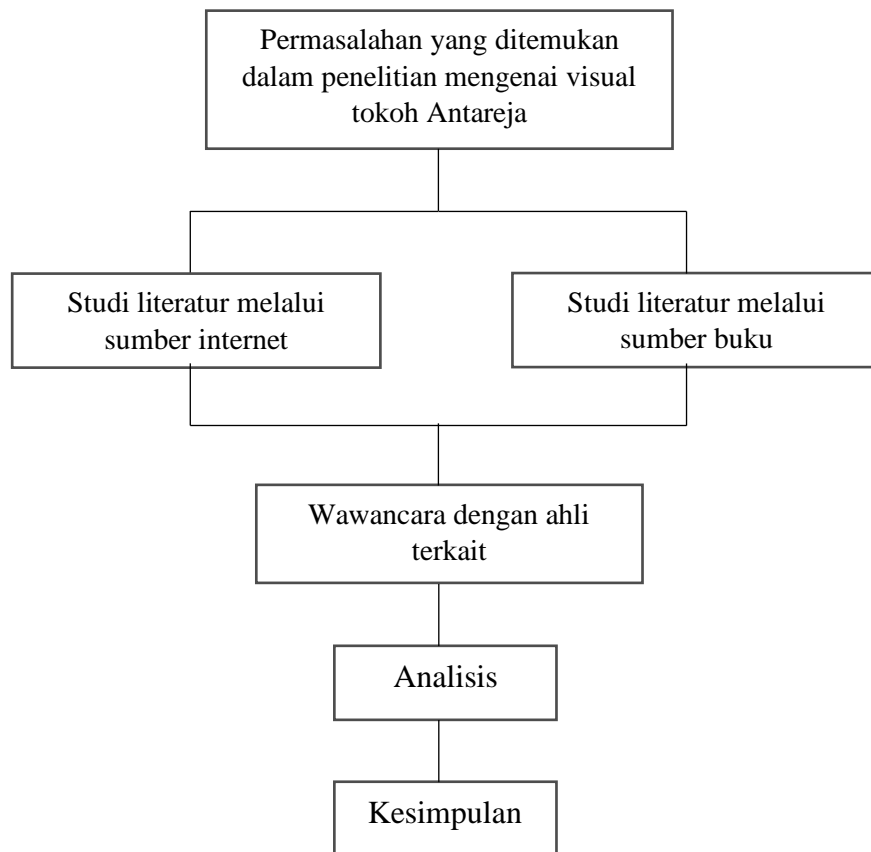 Permasalahan yang ditemukan
dalam penelitian mengenai visual
tokoh Antareja
Studi literatur melalui
sumber internet
Studi literatur melalui
sumber buku
Wawancara dengan ahli
terkait
Analisis
Kesimpulan